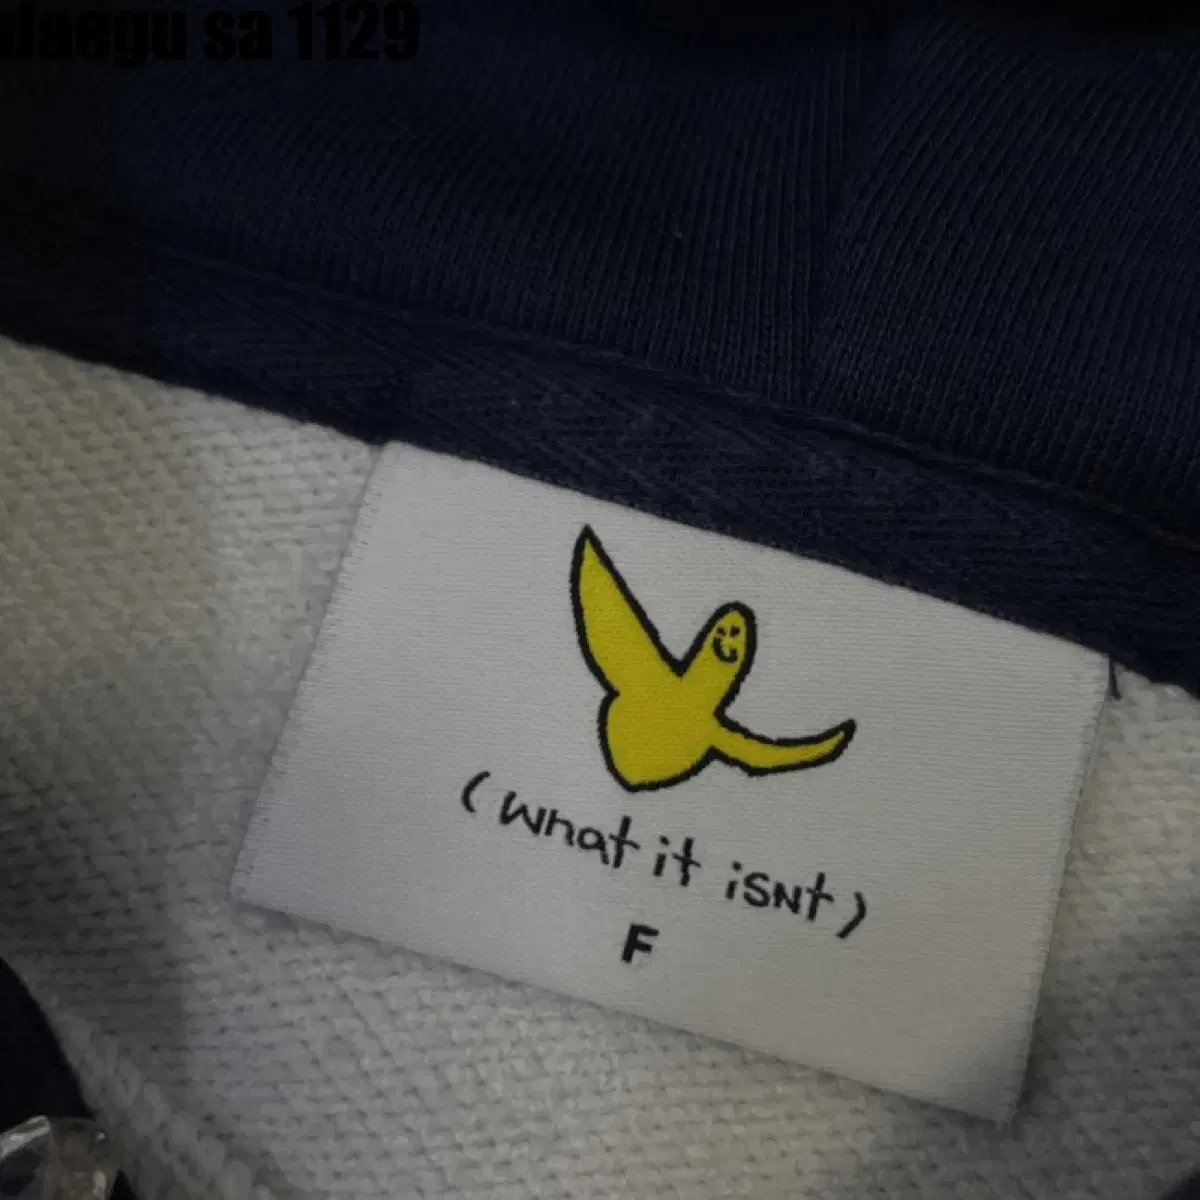 daegu sa 1129
(what it isNt)
F